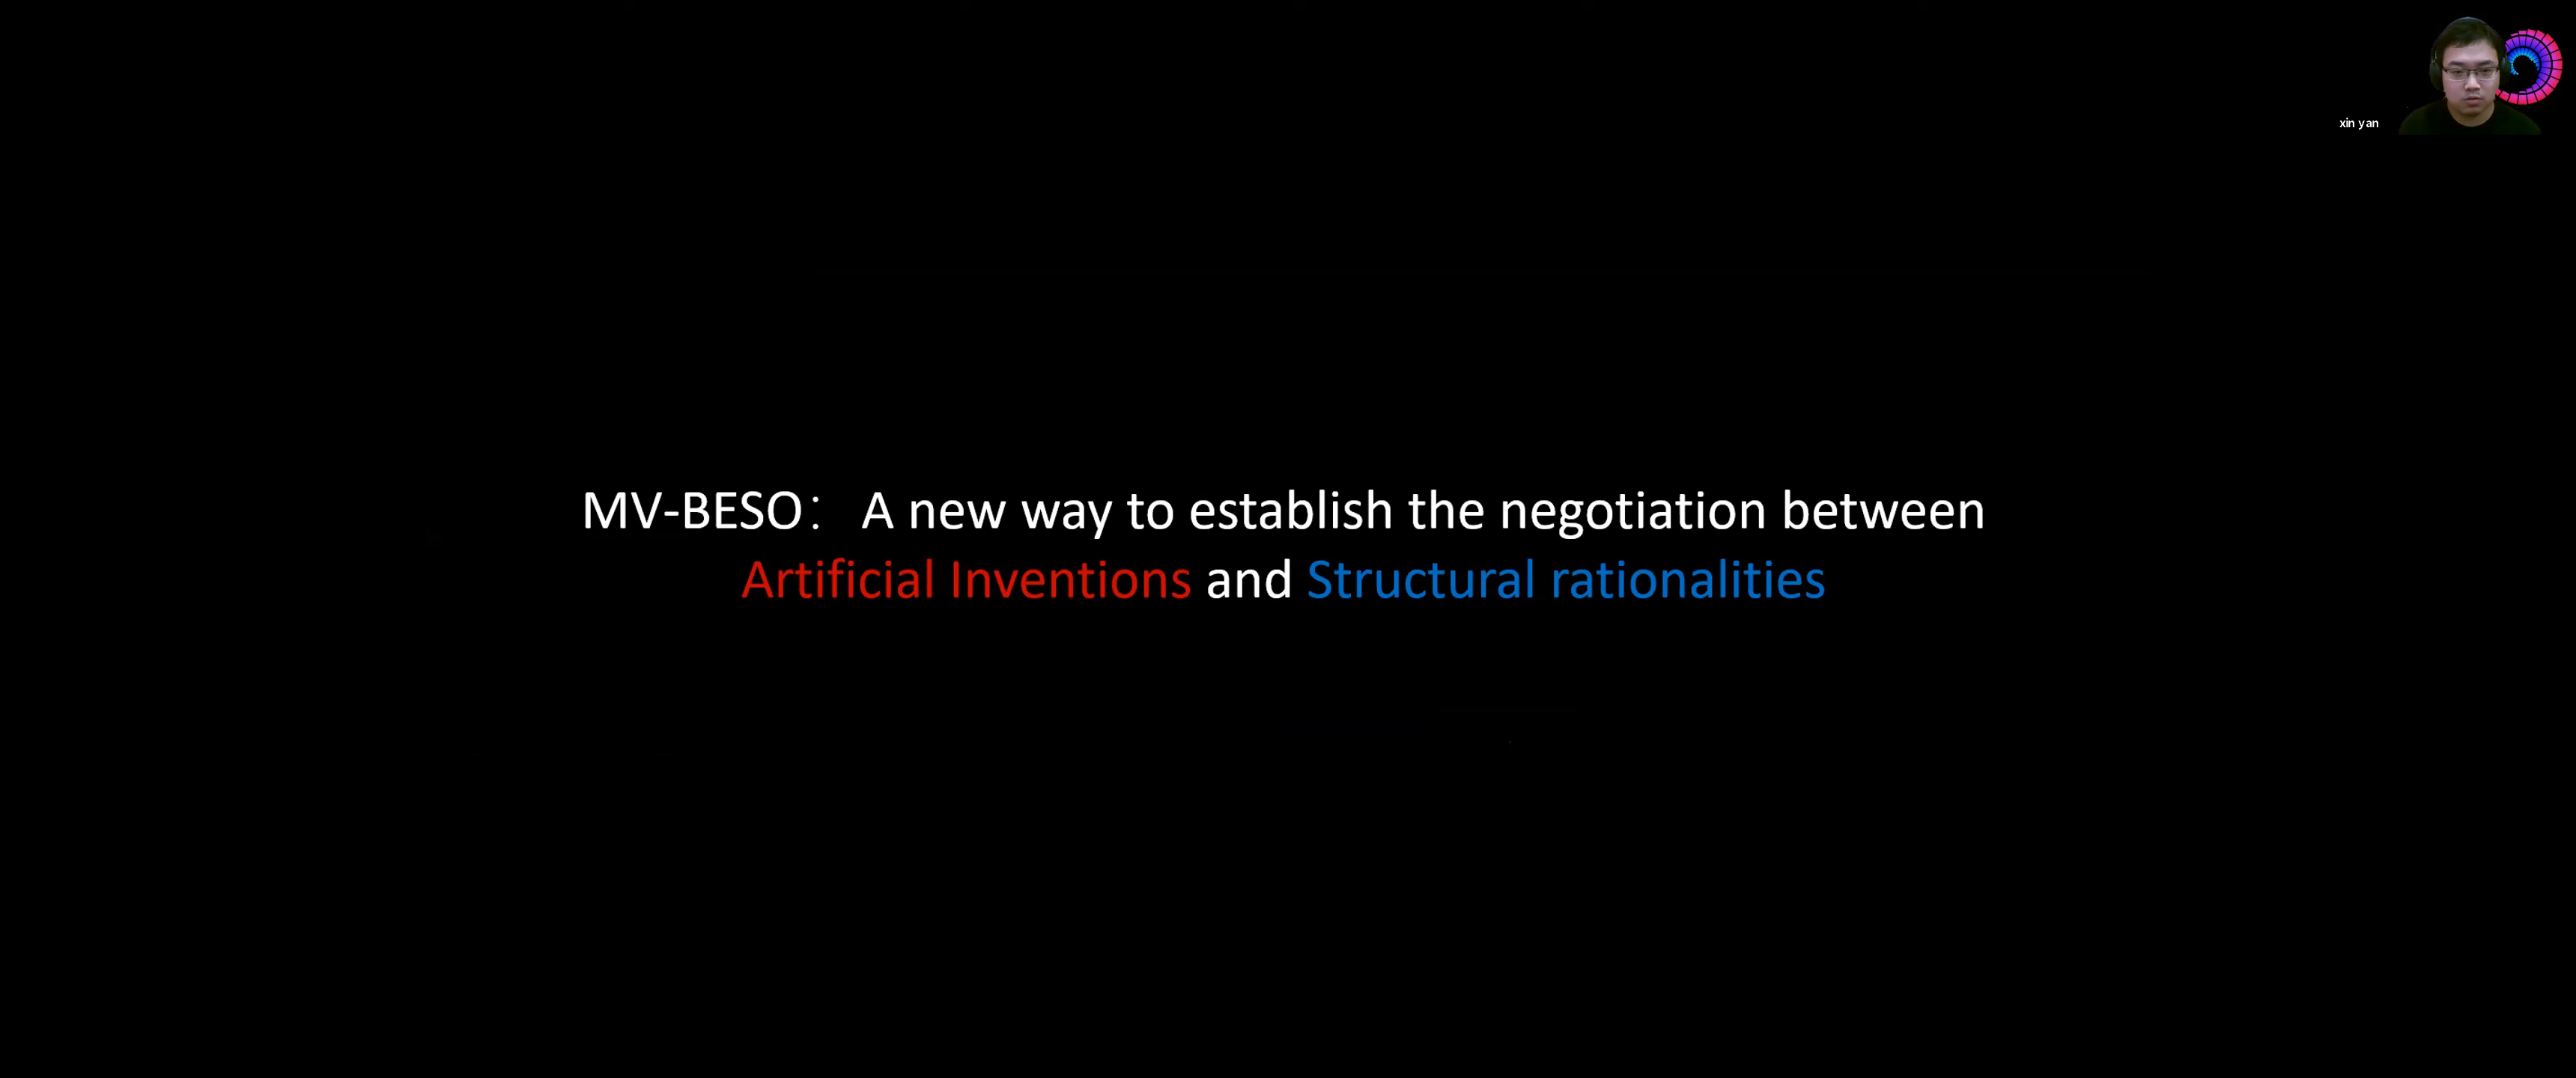 xin yan
MV-BESO： A new way to establish the negotiation between
Artificial Inventions and Structural rationalities